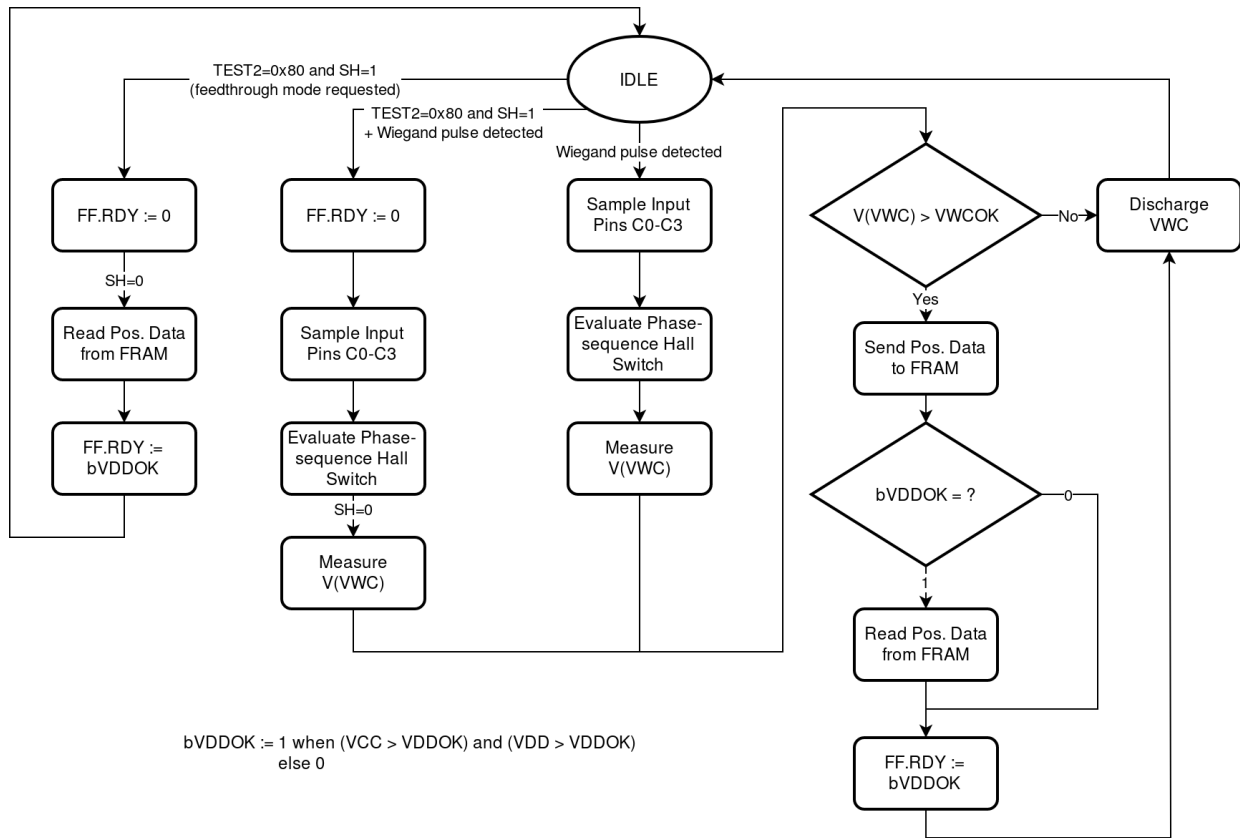 IDLE
TEST2=0x80 and SH=1
(feedthrough mode requested)
TEST2=0x80 and SH=1
+ Wiegand pulse detected
Wiegand pulse detected
FF.RDY := 0
SH=0
Read Pos. Data
from FRAM
FF.RDY :=
bVDDOK
FF.RDY := 0
Sample Input
Pins C0-C3
Evaluate Phase-
sequence Hall
Switch
SH=0
Measure
V(VWC)
Sample Input
Pins C0-C3
Evaluate Phase-
sequence Hall
Switch
Measure
V(VWC)
V(VWC) > VWCOK
No
Discharge
VWC
Yes
Send Pos. Data
to FRAM
bVDDOK = ?
0
1
Read Pos. Data
from FRAM
FF.RDY :=
bVDDOK
bVDDOK := 1 when (VCC > VDDOK) and (VDD > VDDOK)
else 0